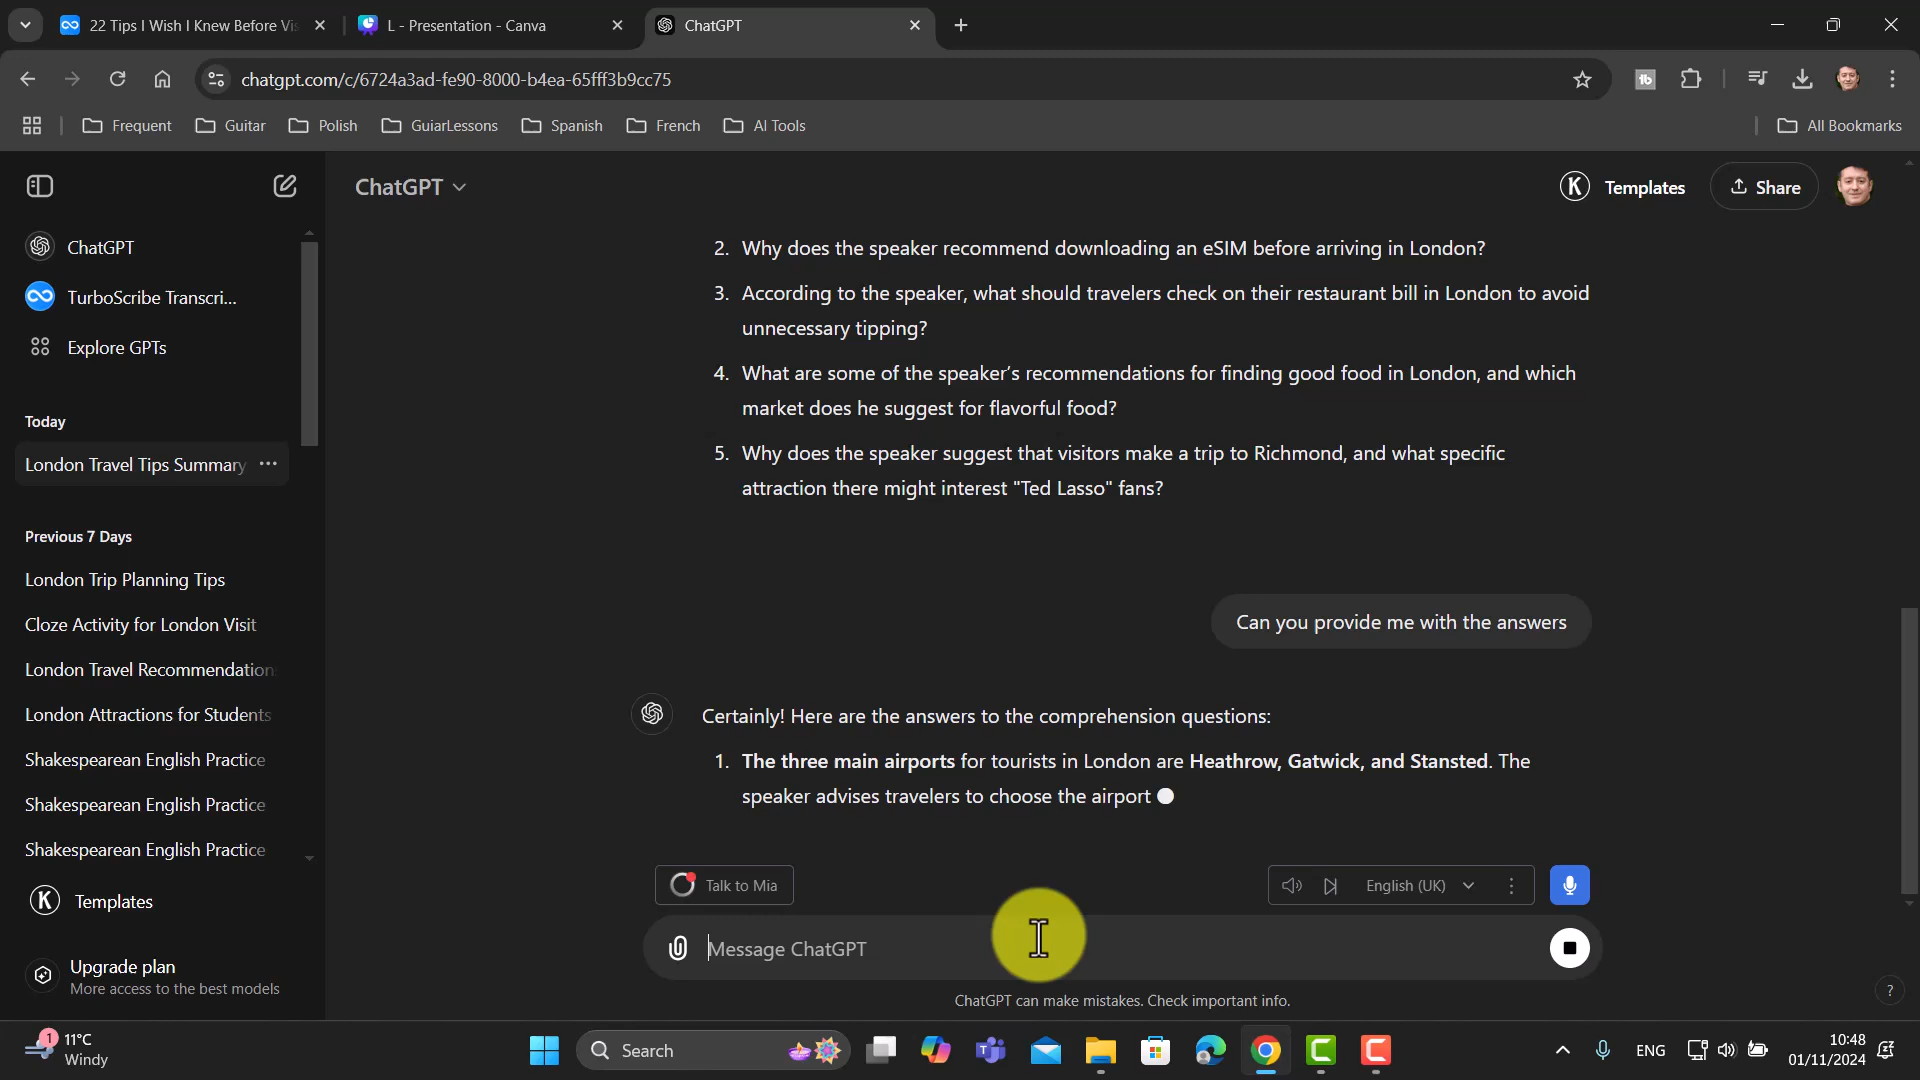 22 Tips I Wish I Knew Before Vis
L - Presentation - Canva
ChatGPT
chatgpt.com/c/6724a3ad-fe90-8000-b4ea-65fff3b9cc75
tb
Frequent
Guitar
Polish
GuiarLessons
Spanish
French
AI Tools
All Bookmarks
ChatGPT
K
Templates
Share
ChatGPT
TurboScribe Transcri...
Explore GPTs
Today
London Travel Tips Summary
Previous 7 Days
London Trip Planning Tips
Cloze Activity for London Visit
London Travel Recommendation
London Attractions for Students
Shakespearean English Practice
Shakespearean English Practice
Shakespearean English Practice
K
Templates
Upgrade plan
More access to the best models
2. Why does the speaker recommend downloading an eSIM before arriving in London?
3. According to the speaker, what should travelers check on their restaurant bill in London to avoid
unnecessary tipping?
4. What are some of the speaker's recommendations for finding good food in London, and which
market does he suggest for flavorful food?
5. Why does the speaker suggest that visitors make a trip to Richmond, and what specific
attraction there might interest "Ted Lasso" fans?
Can you provide me with the answers
Certainly! Here are the answers to the comprehension questions:
1. The three main airports for tourists in London are Heathrow, Gatwick, and Stansted. The
speaker advises travelers to choose the airport
Talk to Mia
English (UK)
Message ChatGPT
ChatGPT can make mistakes. Check important info.
?
1
11°C
Windy
Search
ENG
10:48
01/11/2024